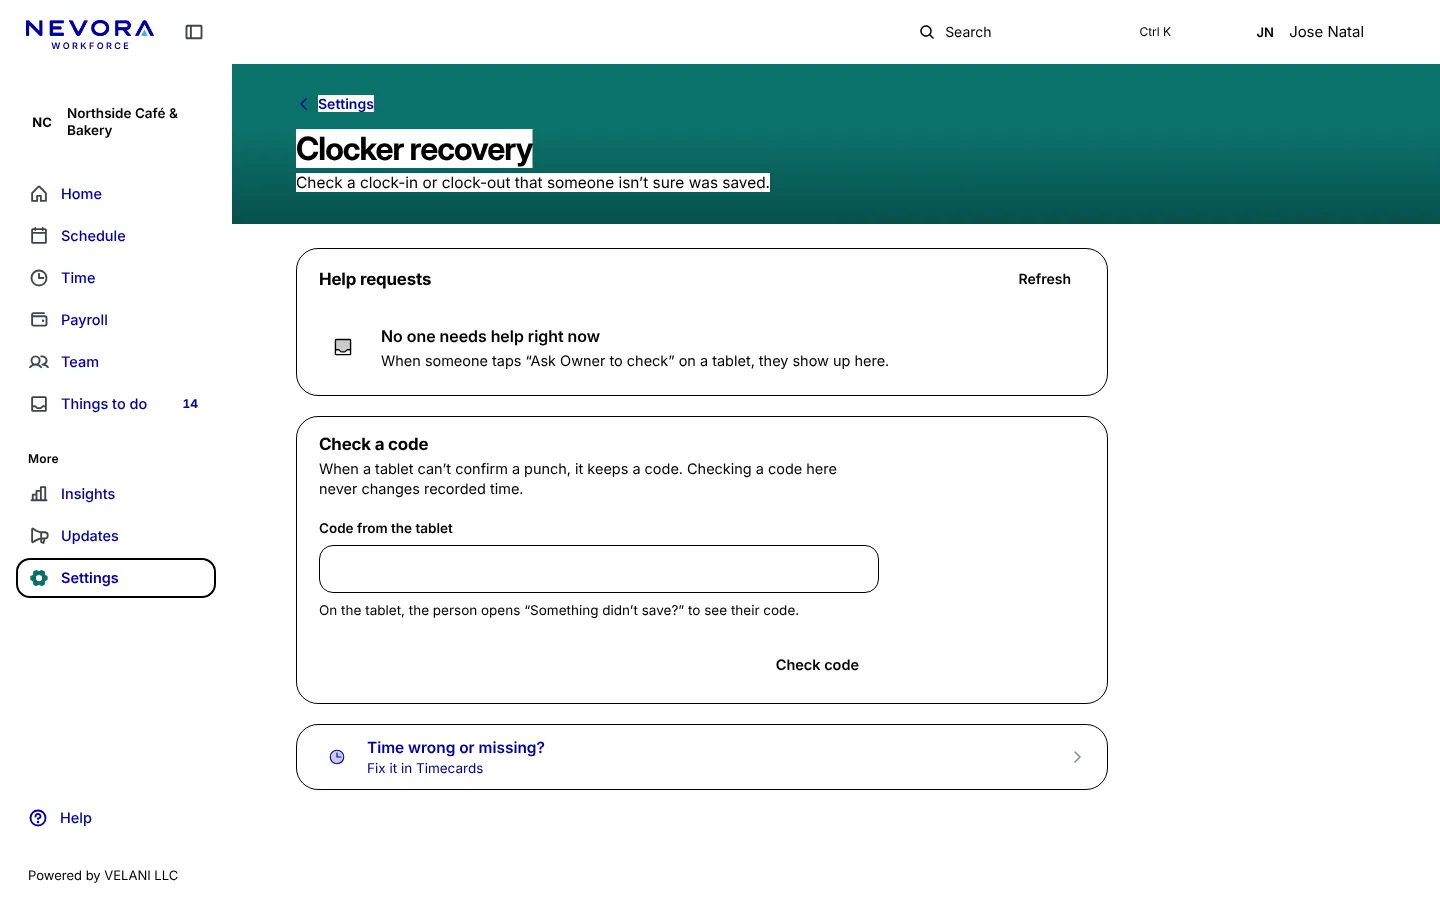 NEVORA
WORKFORCE
Search
Ctrl K
JN
Jose Natal
NC
Northside Café &
Bakery
Home
Schedule
Time
Payroll
Team
Things to do
14
More
Insights
Updates
Settings
Help
Powered by VELANI LLC
Settings
Clocker recovery
Check a clock-in or clock-out that someone isn’t sure was saved.
Help requests
Refresh
No one needs help right now
When someone taps “Ask Owner to check” on a tablet, they show up here.
Check a code
When a tablet can’t confirm a punch, it keeps a code. Checking a code here
never changes recorded time.
Code from the tablet
On the tablet, the person opens “Something didn’t save?” to see their code.
Check code
Time wrong or missing?
Fix it in Timecards